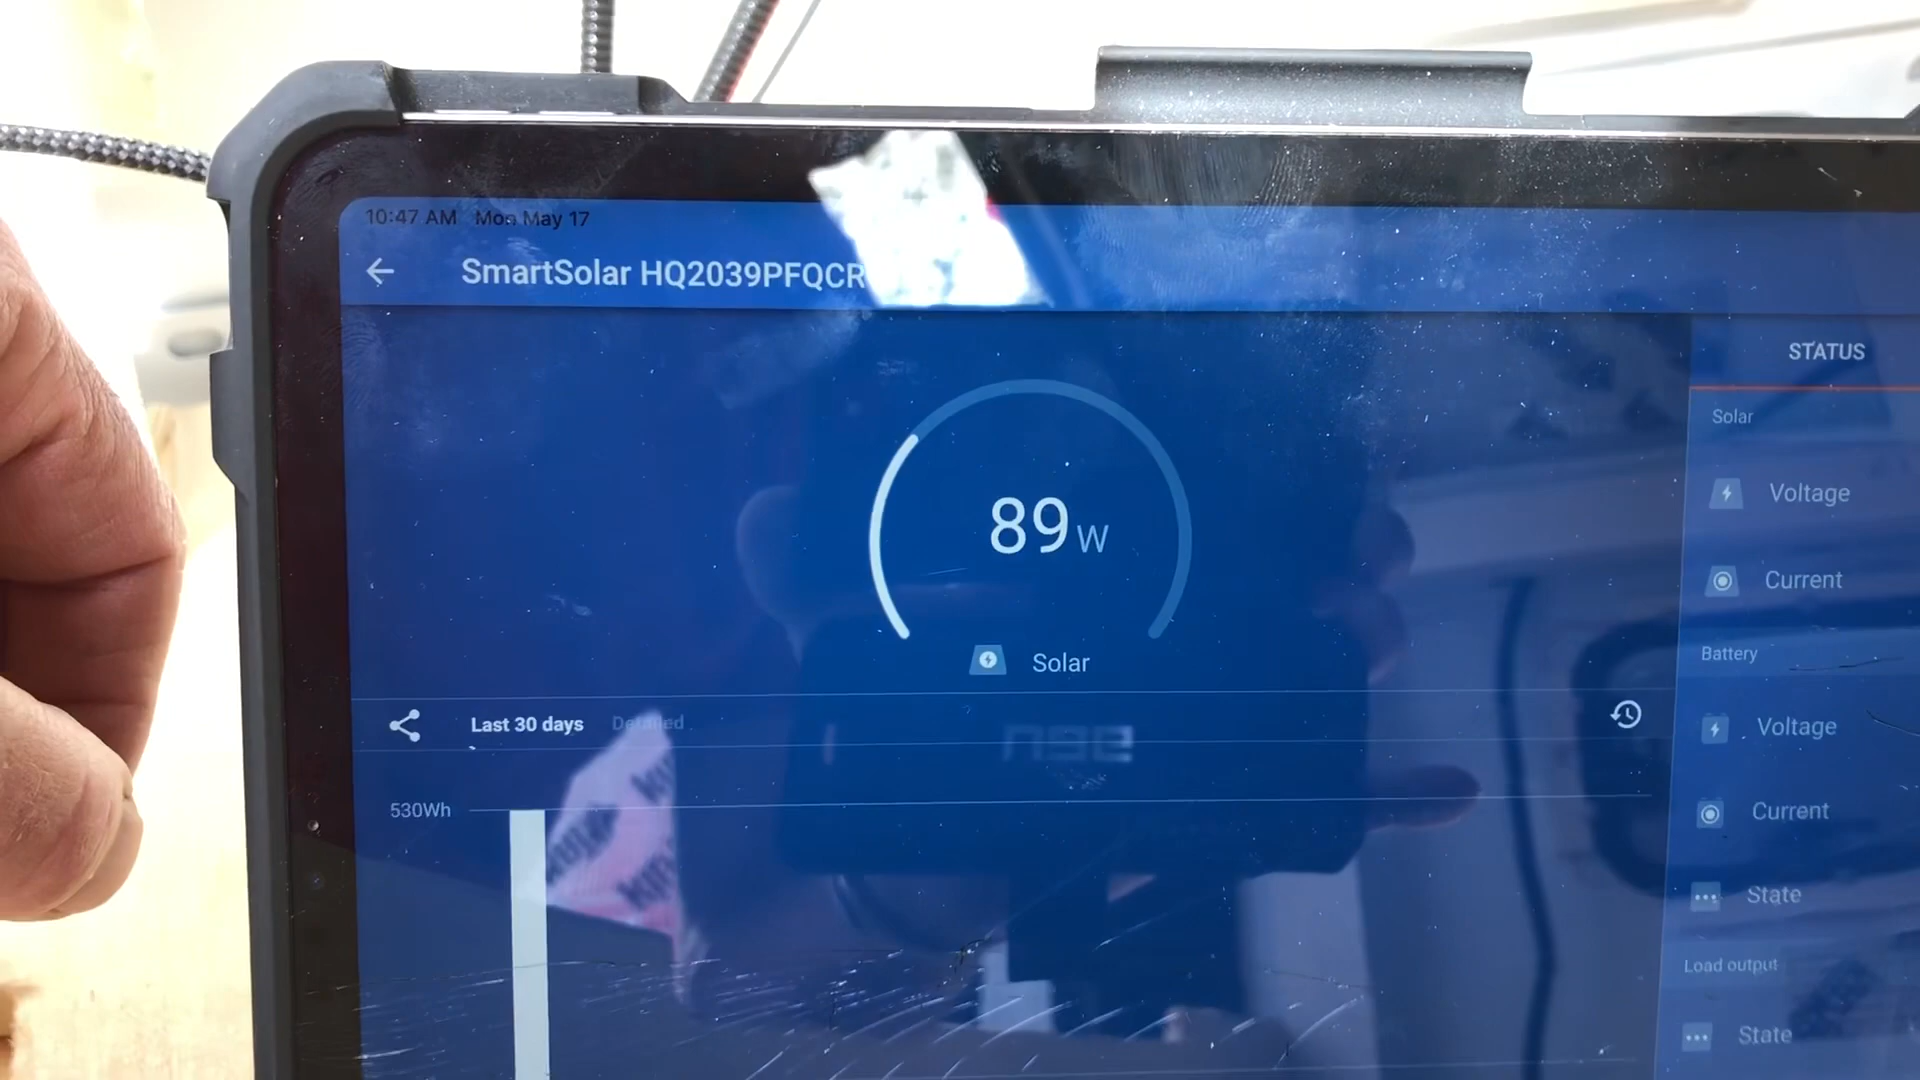 10:47 AM Mon May 17
SmartSolar HQ2039PFQCR
89W
Solar
Last 30 days Detailed
530Wh
STATUS
Solar
Voltage
Current
Battery
Voltage
Current
State
Load output
State